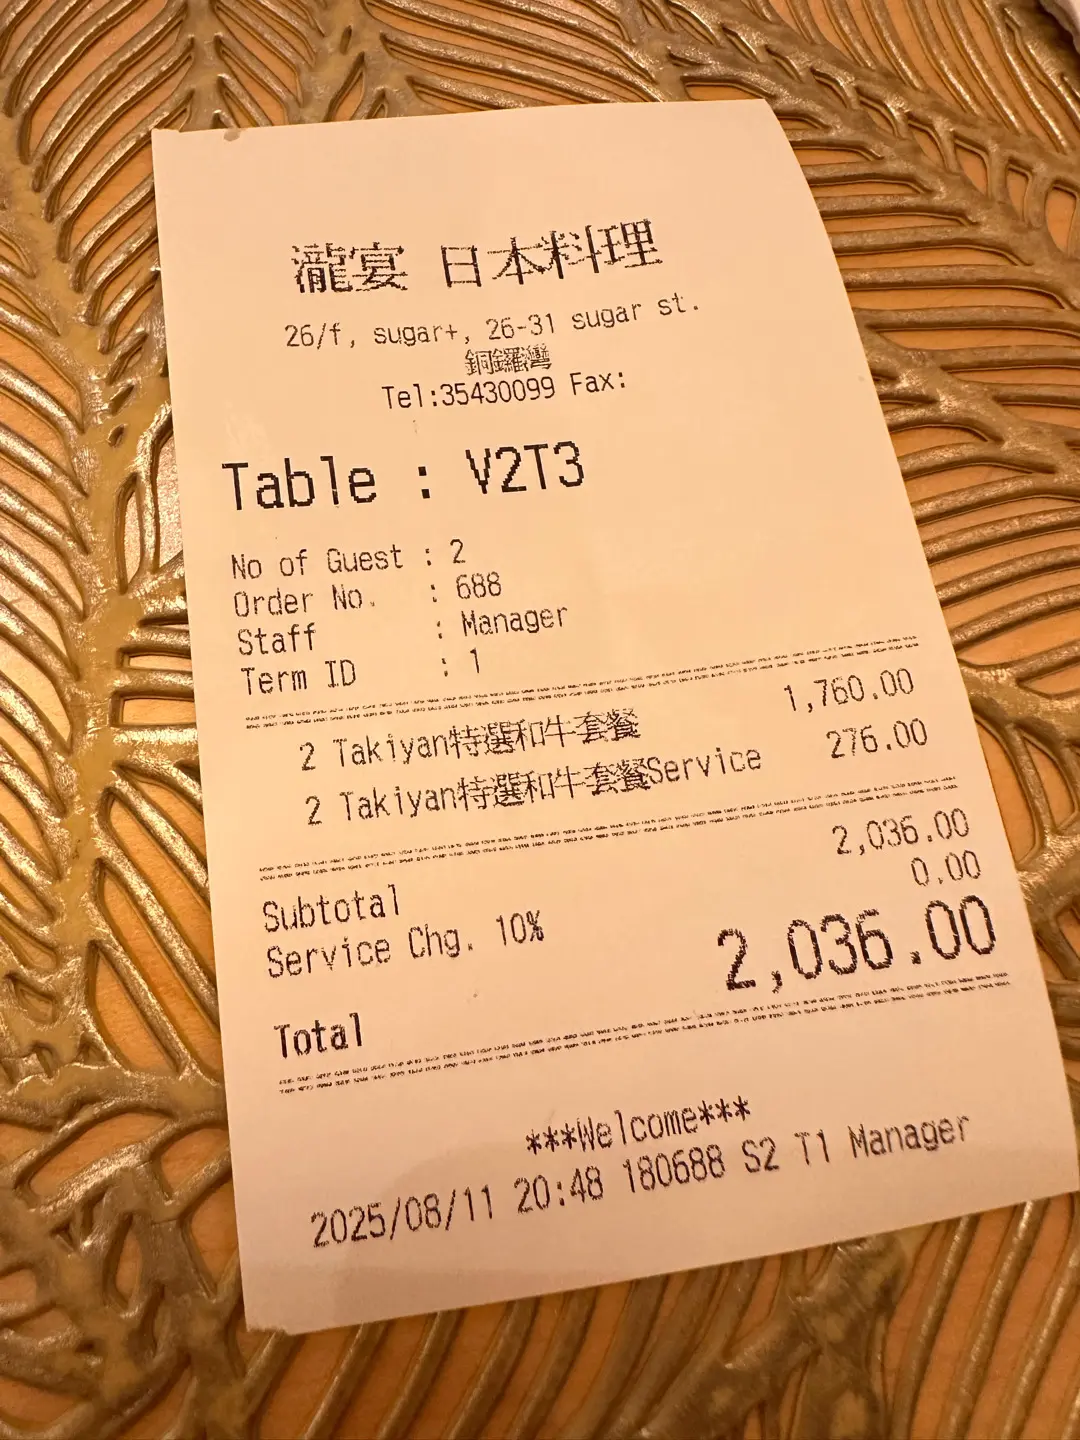 瀧宴 日本料理
26/f, sugar+, 26-31 sugar st.
銅鑼灣
Tel:35430099 Fax:
Table : V2T3
No of Guest : 2
Order No. : 688
Staff : Manager
Term ID : 1
2 Takiyan特選和牛套餐 1,760.00
2 Takiyan特選和牛套餐Service 276.00
Subtotal 2,036.00
Service Chg. 10% 0.00
Total 2,036.00
***Welcome***
2025/08/11 20:48 180688 S2 T1 Manager